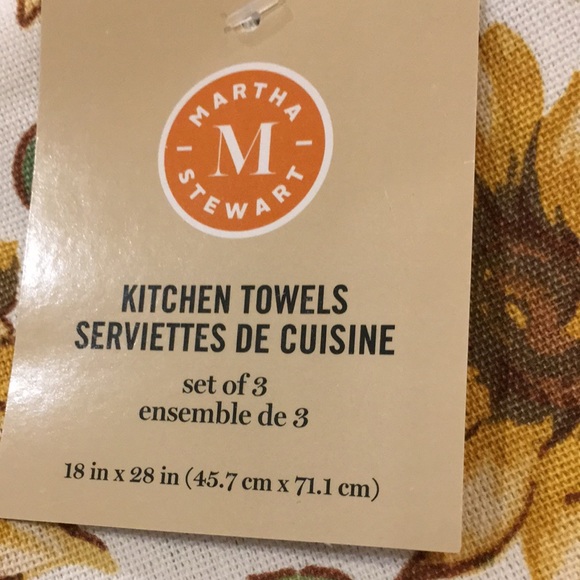 MARTHA
M
STEWART
KITCHEN TOWELS
SERVIETTES DE CUISINE
set of 3
ensemble de 3
18 in x 28 in (45.7 cm x 71.1 cm)